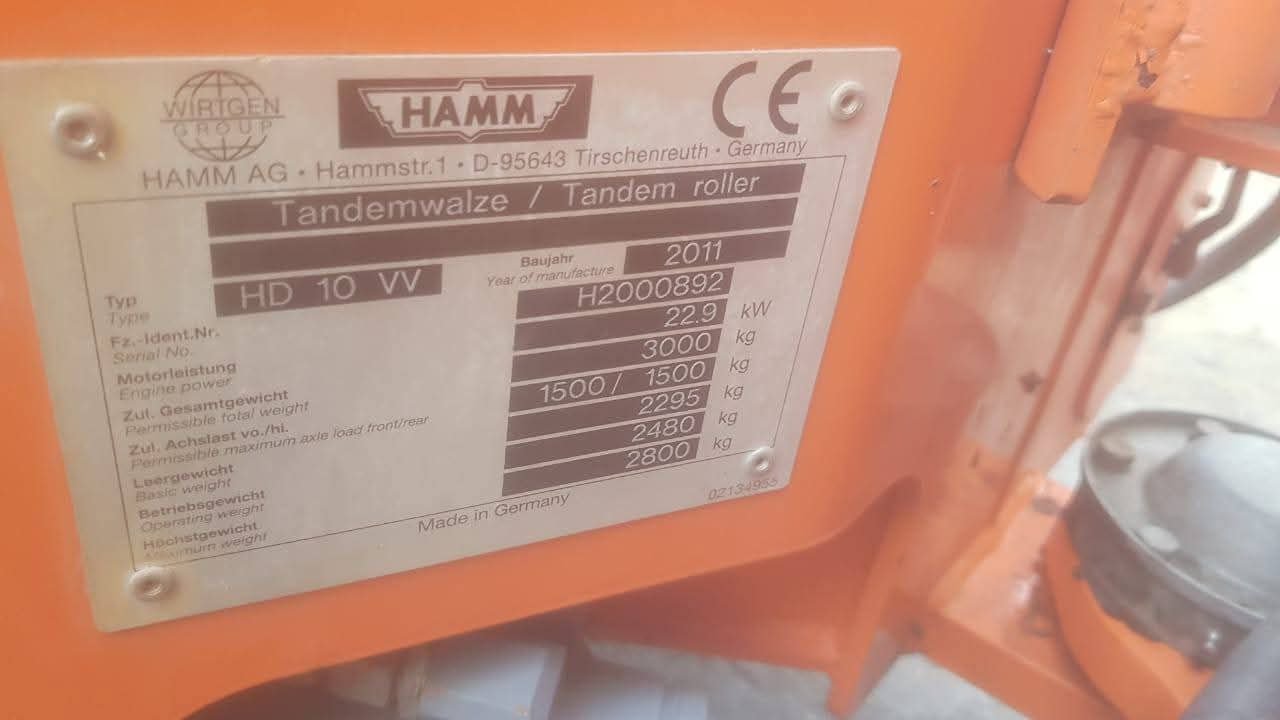 WIRTGEN
GROUP
HAMM
CE
HAMM AG • Hammstr.1 • D-95643 Tirschenreuth • Germany
Tandemwalze / Tandem roller
Typ
Type
HD 10 VV
Baujahr
Year of manufacture
2011
Fz.-Ident.Nr.
Serial No.
H2000892
Motorleistung
Engine power
22.9 kW
Zul. Gesamtgewicht
Permissible total weight
3000 kg
Zul. Achslast vo./hi.
Permissible maximum axle load front/rear
1500 / 1500 kg
Leergewicht
Basic weight
2295 kg
Betriebsgewicht
Operating weight
2480 kg
Höchstgewicht
Maximum weight
2800 kg
Made in Germany
02134955